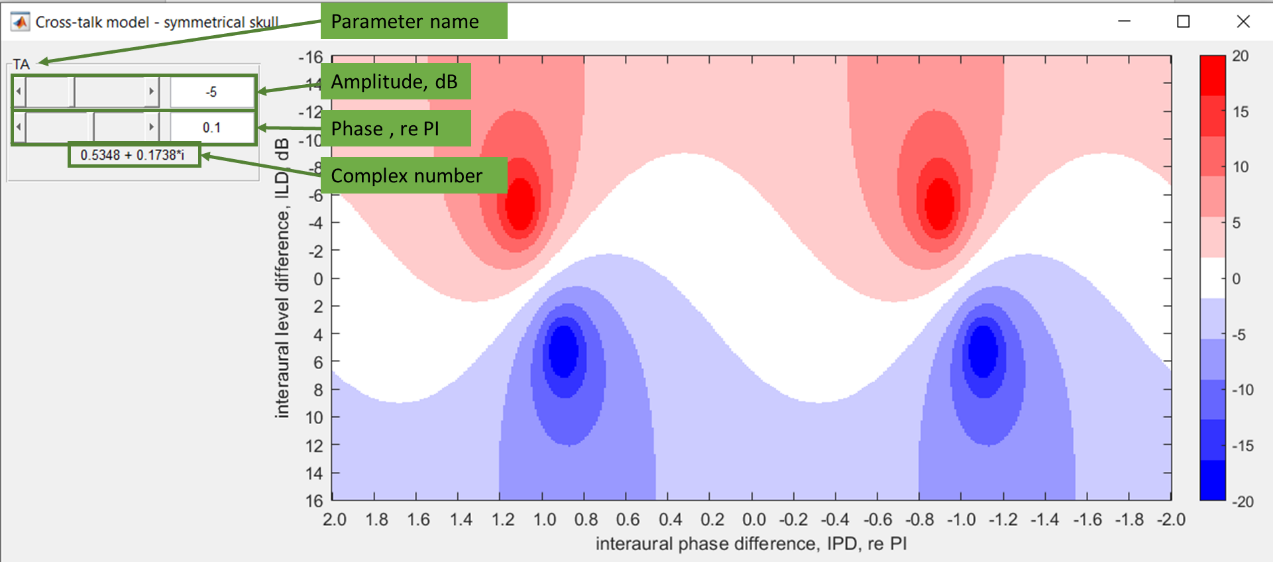 Cross-talk model - symmetrical skull
Parameter name
TA
Amplitude, dB
-5
Phase , re PI
0.1
Complex number
0.5348 + 0.1738*i
interaural level difference, ILD, dB
-16
-12
-10
-8
-6
-4
-2
0
2
4
6
8
10
12
14
16
2.0 1.8 1.6 1.4 1.2 1.0 0.8 0.6 0.4 0.2 0.0 -0.2 -0.4 -0.6 -0.8 -1.0 -1.2 -1.4 -1.6 -1.8 -2.0
interaural phase difference, IPD, re PI
20
15
10
5
0
-5
-10
-15
-20